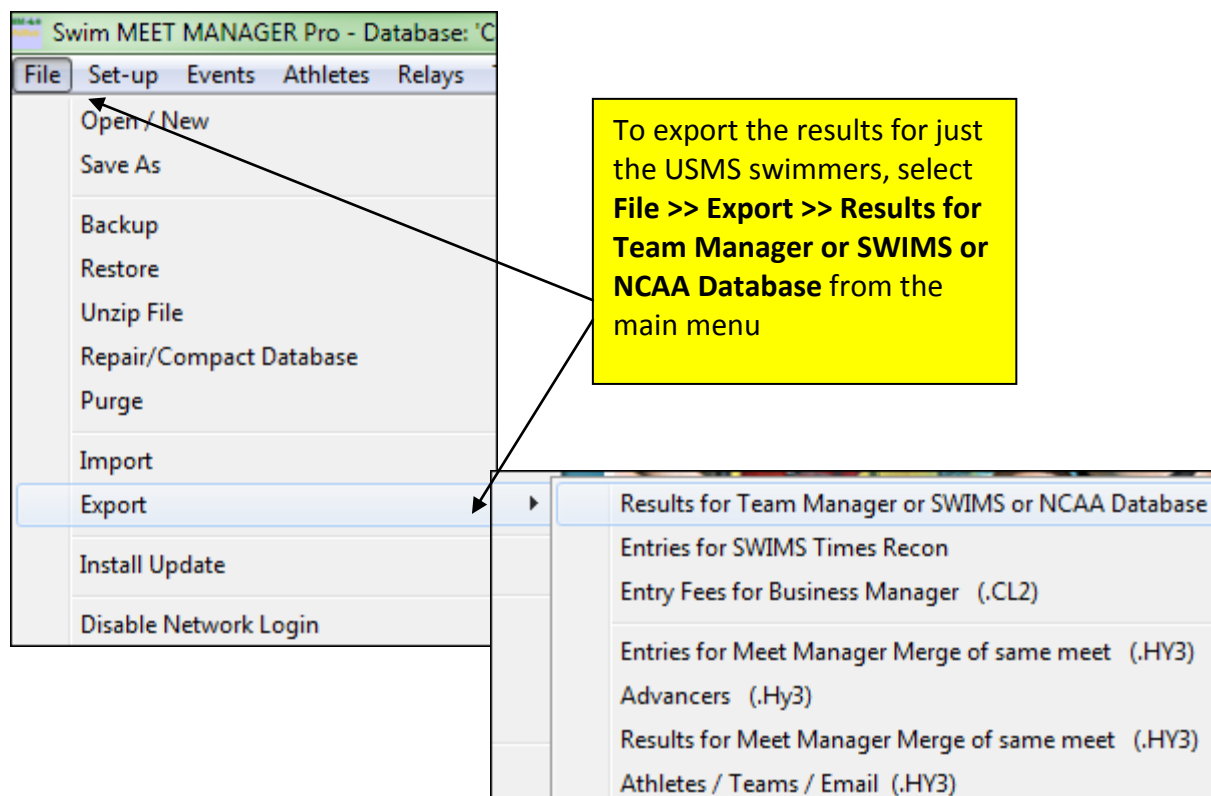 Swim MEET MANAGER Pro - Database: 'C
File Set-up Events Athletes Relays
Open / New
Save As
Backup
Restore
Unzip File
Repair/Compact Database
Purge
Import
Export
Install Update
Disable Network Login
To export the results for just
the USMS swimmers, select
File >> Export >> Results for
Team Manager or SWIMS or
NCAA Database from the
main menu
Results for Team Manager or SWIMS or NCAA Database
Entries for SWIMS Times Recon
Entry Fees for Business Manager (.CL2)
Entries for Meet Manager Merge of same meet (.HY3)
Advancers (.Hy3)
Results for Meet Manager Merge of same meet (.HY3)
Athletes / Teams / Email (.HY3)